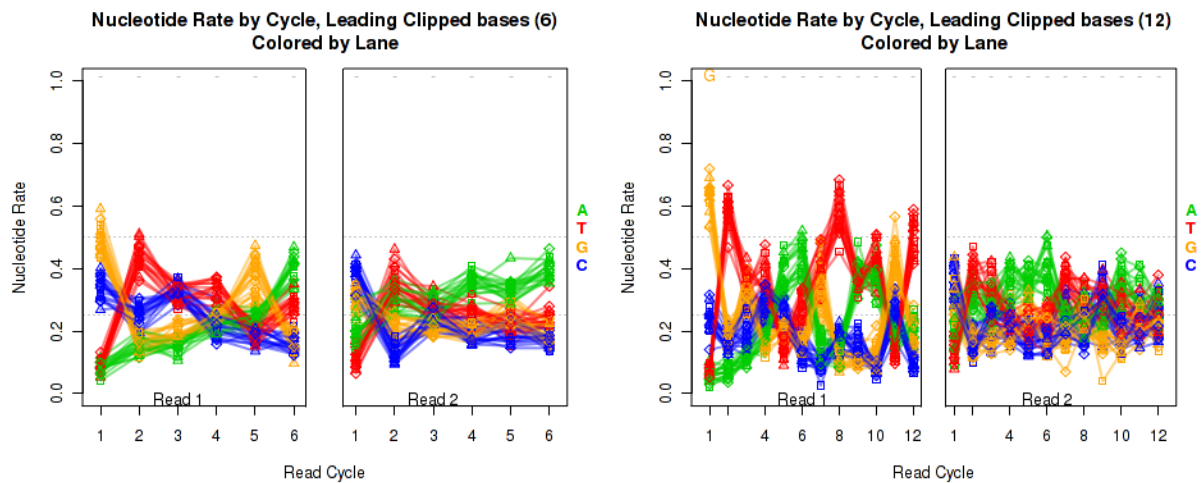 Nucleotide Rate by Cycle, Leading Clipped bases (6)
Colored by Lane
Nucleotide Rate
0.0
0.2
0.4
0.6
0.8
1.0
Read 1
Read 2
1 2 3 4 5 6
1 2 3 4 5 6
Read Cycle
A
T
G
C
Nucleotide Rate by Cycle, Leading Clipped bases (12)
Colored by Lane
Nucleotide Rate
0.0
0.2
0.4
0.6
0.8
1.0
G
Read 1
Read 2
1 4 6 8 10 12
1 4 6 8 10 12
Read Cycle
A
T
G
C